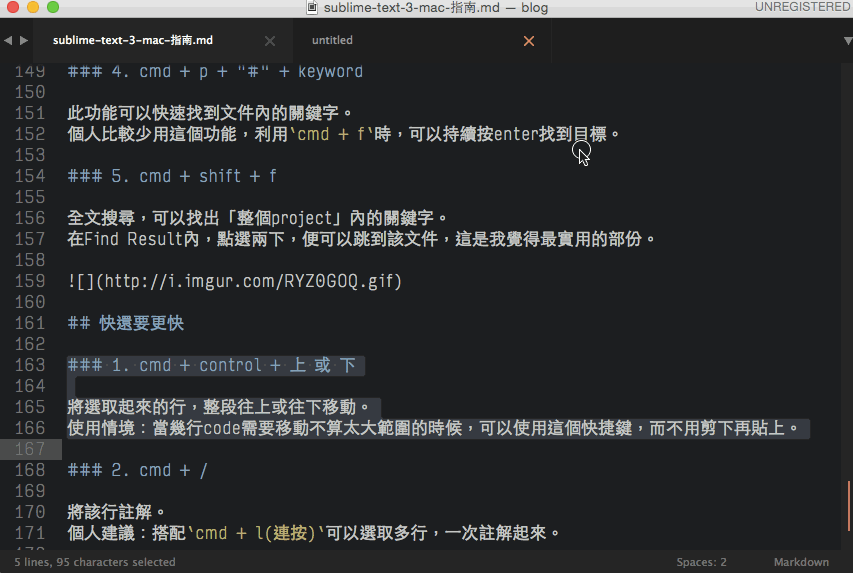 sublime-text-3-mac-指南.md — blog
UNREGISTERED
sublime-text-3-mac-指南.md
untitled
149 ### 4. cmd + p + "#" + keyword
150
151 此功能可以快速找到文件內的關鍵字。
152 個人比較少用這個功能，利用`cmd + f`時，可以持續按enter找到目標。
153
154 ### 5. cmd + shift + f
155
156 全文搜尋，可以找出「整個project」內的關鍵字。
157 在Find Result內，點選兩下，便可以跳到該文件，這是我覺得最實用的部份。
158
159 ![](http://i.imgur.com/RYZ0GOQ.gif)
160
161 ## 快還要更快
162
163 ### 1. cmd + control + 上 或 下
164
165 將選取起來的行，整段往上或往下移動。
166 使用情境：當幾行code需要移動不算太大範圍的時候，可以使用這個快捷鍵，而不用剪下再貼上。
167
168 ### 2. cmd + /
169
170 將該行註解。
171 個人建議：搭配`cmd + l(連按)`可以選取多行，一次註解起來。
5 lines, 95 characters selected
Spaces: 2
Markdown